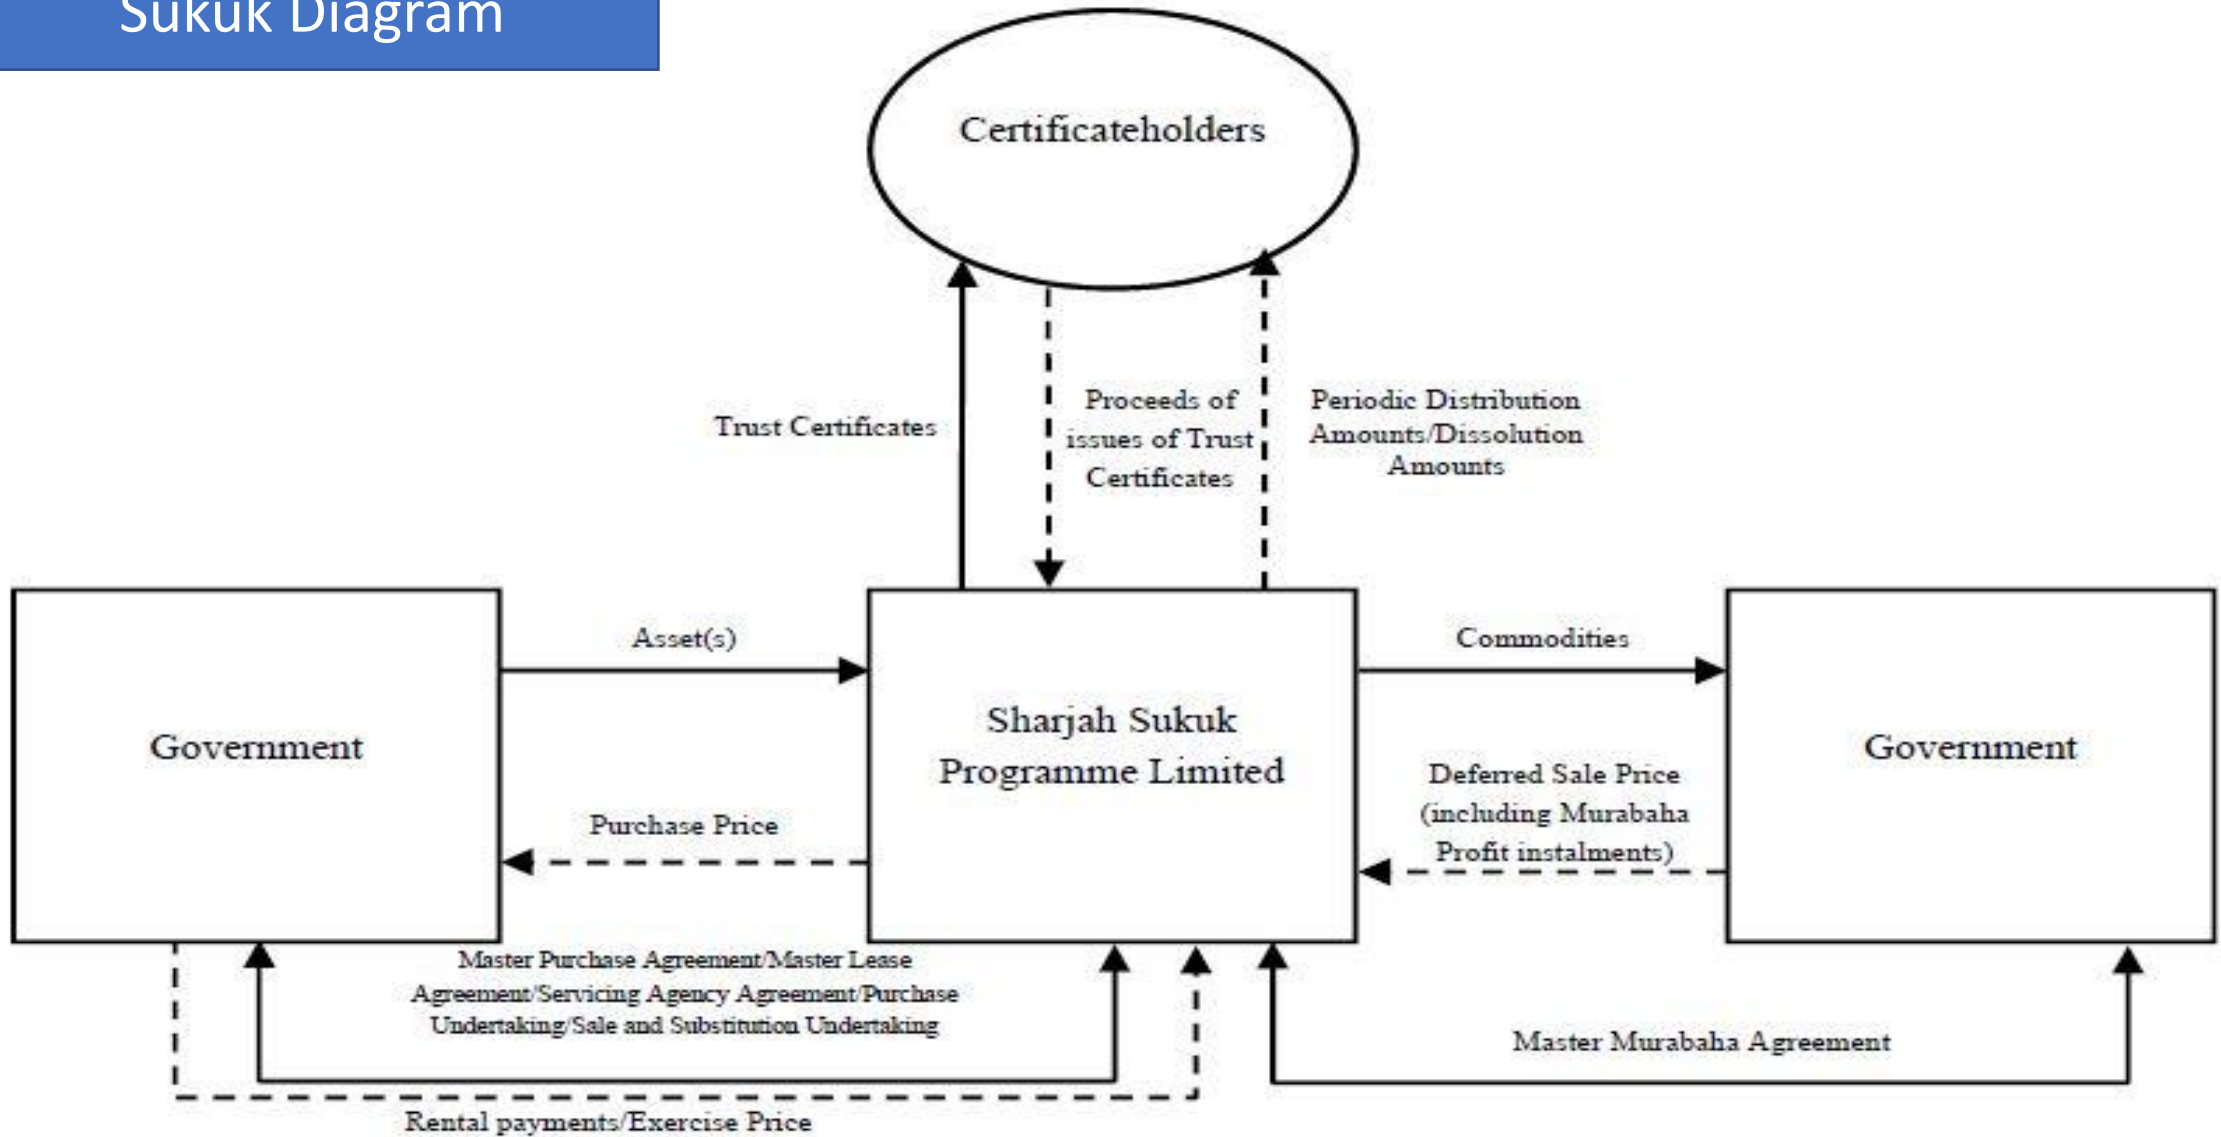 Sukuk Diagram
Certificateholders
Trust Certificates
Proceeds of
issues of Trust
Certificates
Periodic Distribution
Amounts/Dissolution
Amounts
Government
Asset(s)
Purchase Price
Sharjah Sukuk
Programme Limited
Commodities
Deferred Sale Price
(including Murabaha
Profit instalments)
Government
Master Purchase Agreement/Master Lease
Agreement/Servicing Agency Agreement/Purchase
Undertaking/Sale and Substitution Undertaking
Master Murabaha Agreement
Rental payments/Exercise Price